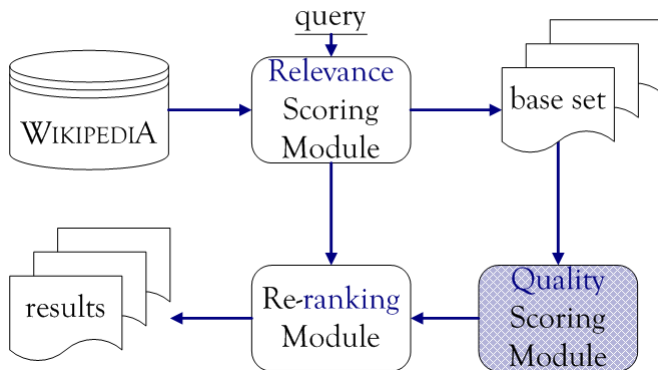 query
Relevance
Scoring
Module
WIKIPEDIA
base set
Quality
Scoring
Module
Re-ranking
Module
results